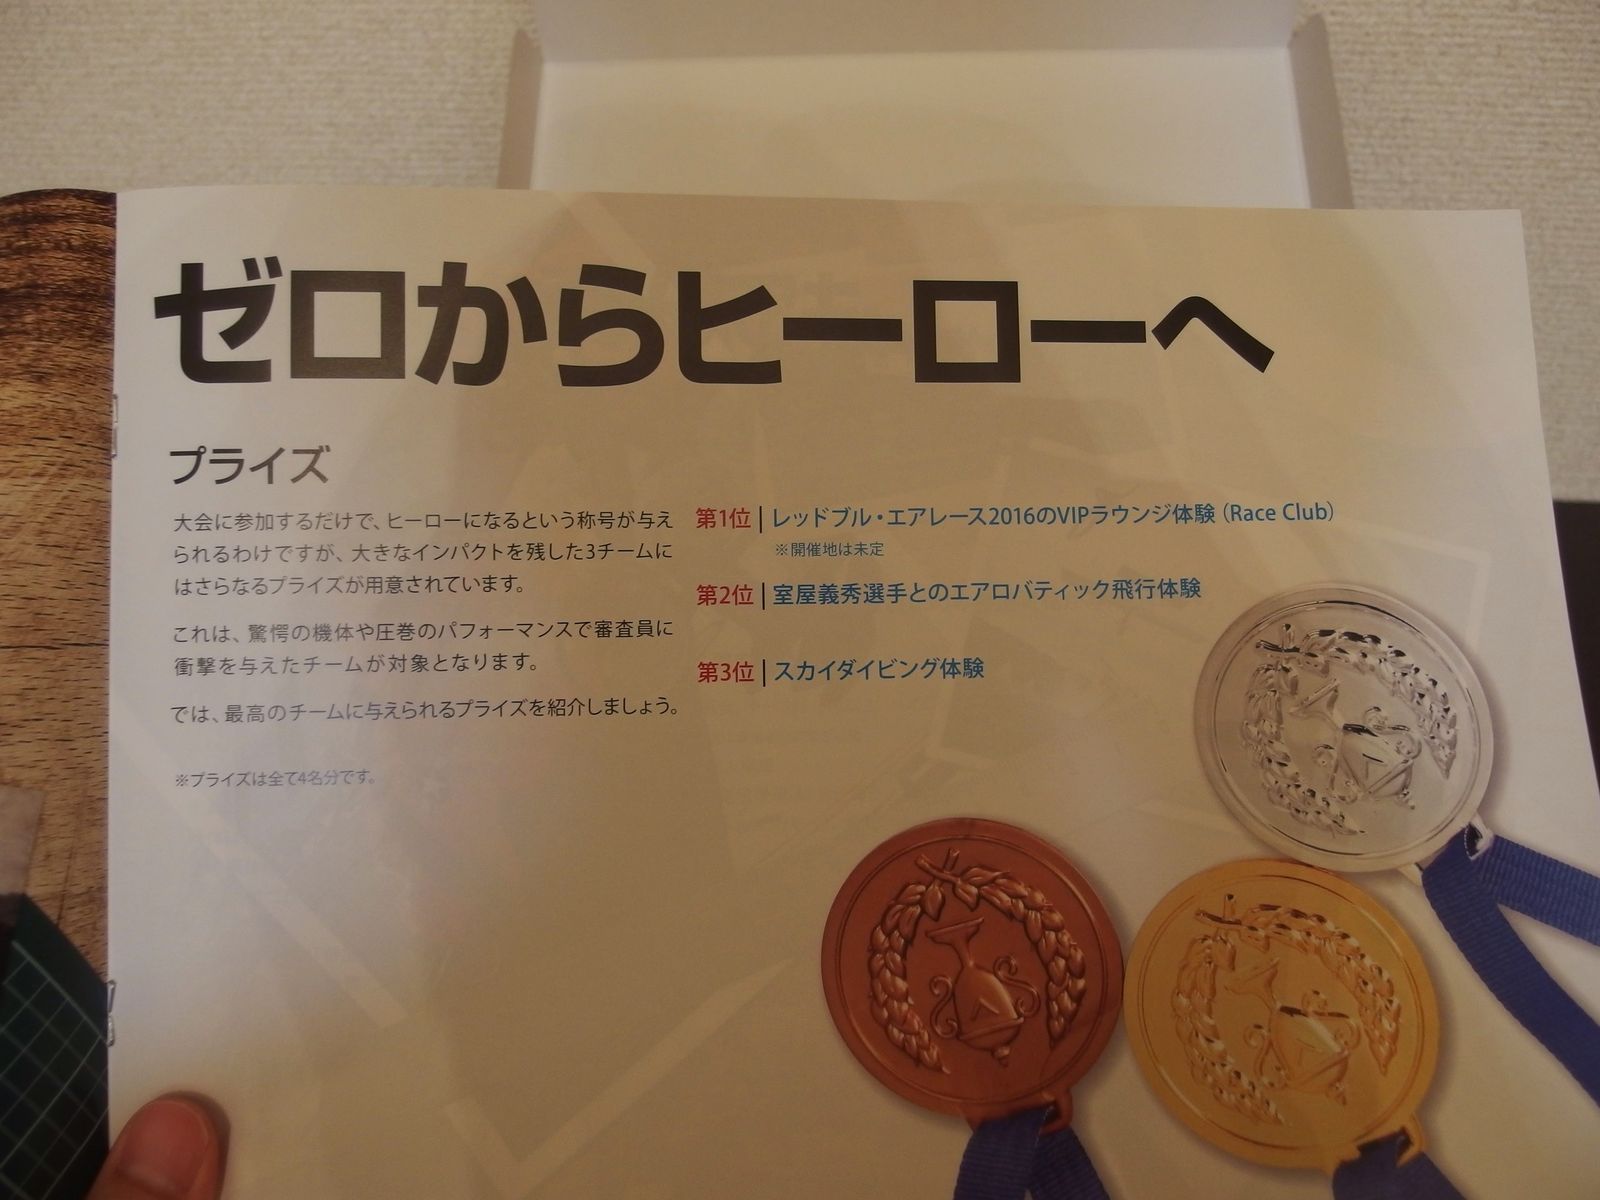 ゼロからヒーローへ
プライズ
大会に参加するだけで、ヒーローになるという称号が与え
られるわけですが、大きなインパクトを残した3チームに
はさらなるプライズが用意されています。
これは、驚愕の機体や圧巻のパフォーマンスで審査員に
衝撃を与えたチームが対象となります。
では、最高のチームに与えられるプライズを紹介しましょう。
※プライズは全て4名分です。
第1位 | レッドブル・エアレース2016のVIPラウンジ体験（Race Club）
※開催地は未定
第2位 | 室屋義秀選手とのエアロバティック飛行体験
第3位 | スカイダイビング体験